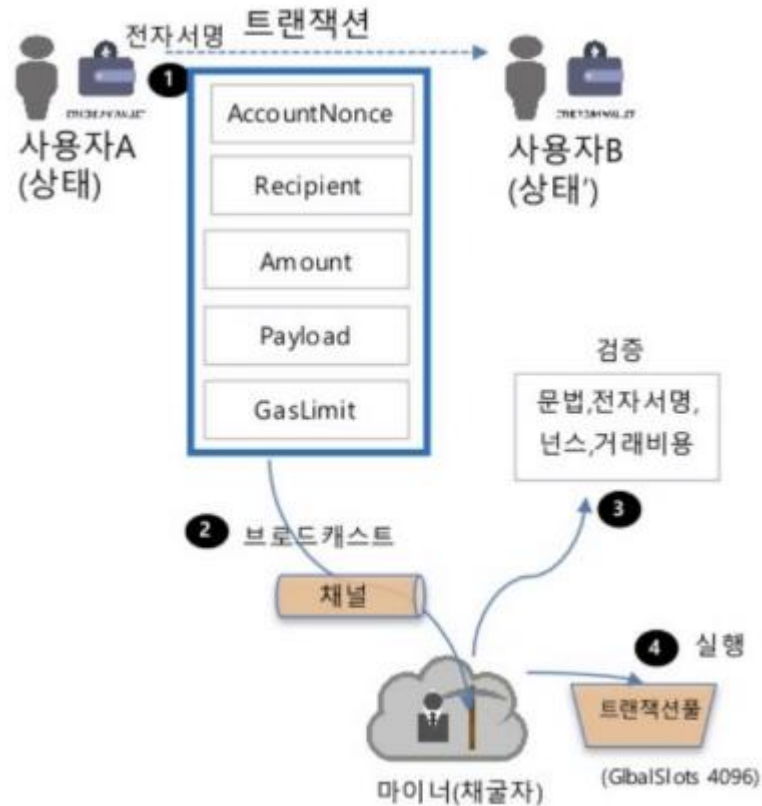 전자서명 트랜잭션
1
사용자A
(상태)
사용자B
(상태')
AccountNonce
Recipient
Amount
Payload
GasLimit
검증
문법,전자서명,
넌스,거래비용
3
2 브로드캐스트
채널
4 실행
트랜잭션풀
(GlbalSlots 4096)
마이너(채굴자)